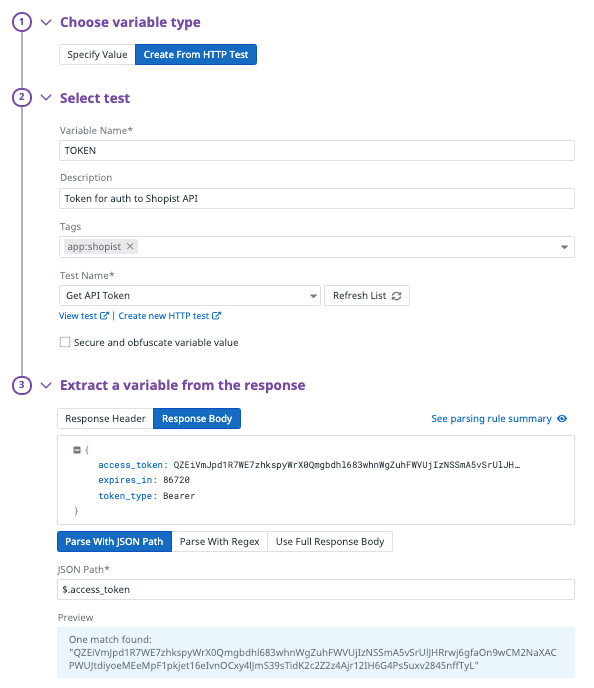 1 Choose variable type
Specify Value Create From HTTP Test
2 Select test
Variable Name*
TOKEN
Description
Token for auth to Shopist API
Tags
app:shopist ×
Test Name*
Get API Token Refresh List
View test | Create new HTTP test
Secure and obfuscate variable value
3 Extract a variable from the response
Response Header Response Body See parsing rule summary
{
access_token: QZEiVmJpd1R7WE7zhkspyWrX0Qmgbdhl683whnWgZuhFWVUjIzNSSmA5vSrUlJH…
expires_in: 86720
token_type: Bearer
}
Parse With JSON Path Parse With Regex Use Full Response Body
JSON Path*
$.access_token
Preview
One match found:
"QZEiVmJpd1R7WE7zhkspyWrX0Qmgbdhl683whnWgZuhFWVUjIzNSSmA5vSrUlJHRrwj6gfaOn9wCM2NaXAC
PWUJtdiyoeMEeMpF1pkjet16eIvnOCxy4lJmS39sTidK2c2Z2z4Ajr12IH6G4Ps5uxv2845nffTyL"